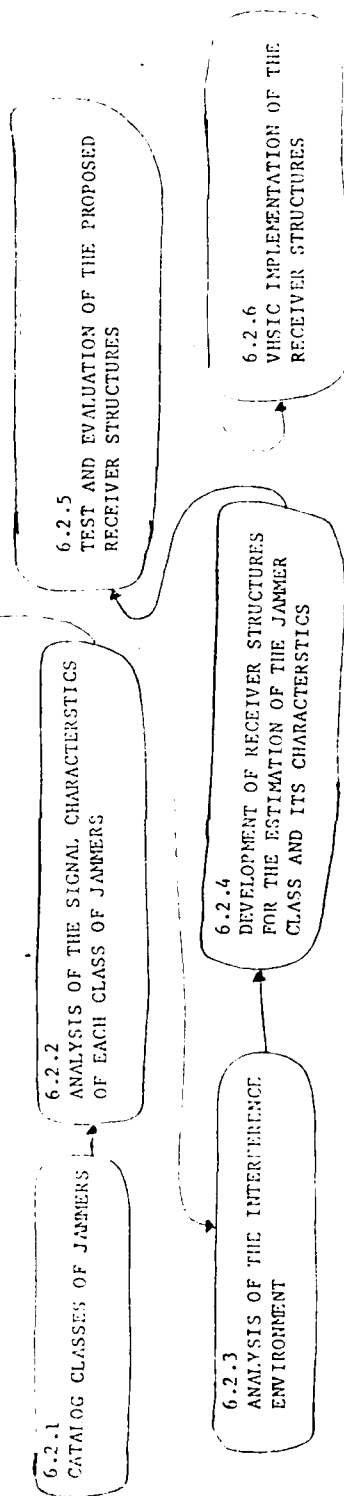 6.2.1
CATALOG CLASSES OF JAMMERS
6.2.2
ANALYSIS OF THE SIGNAL CHARACTERSTICS
OF EACH CLASS OF JAMMERS
6.2.3
ANALYSIS OF THE INTERFERENCE
ENVIRONMENT
6.2.4
DEVELOPMENT OF RECEIVER STRUCTURES
FOR THE ESTIMATION OF THE JAMMER
CLASS AND ITS CHARACTERSTICS
6.2.5
TEST AND EVALUATION OF THE PROPOSED
RECEIVER STRUCTURES
6.2.6
VHSIC IMPLEMENTATION OF THE
RECEIVER STRUCTURES